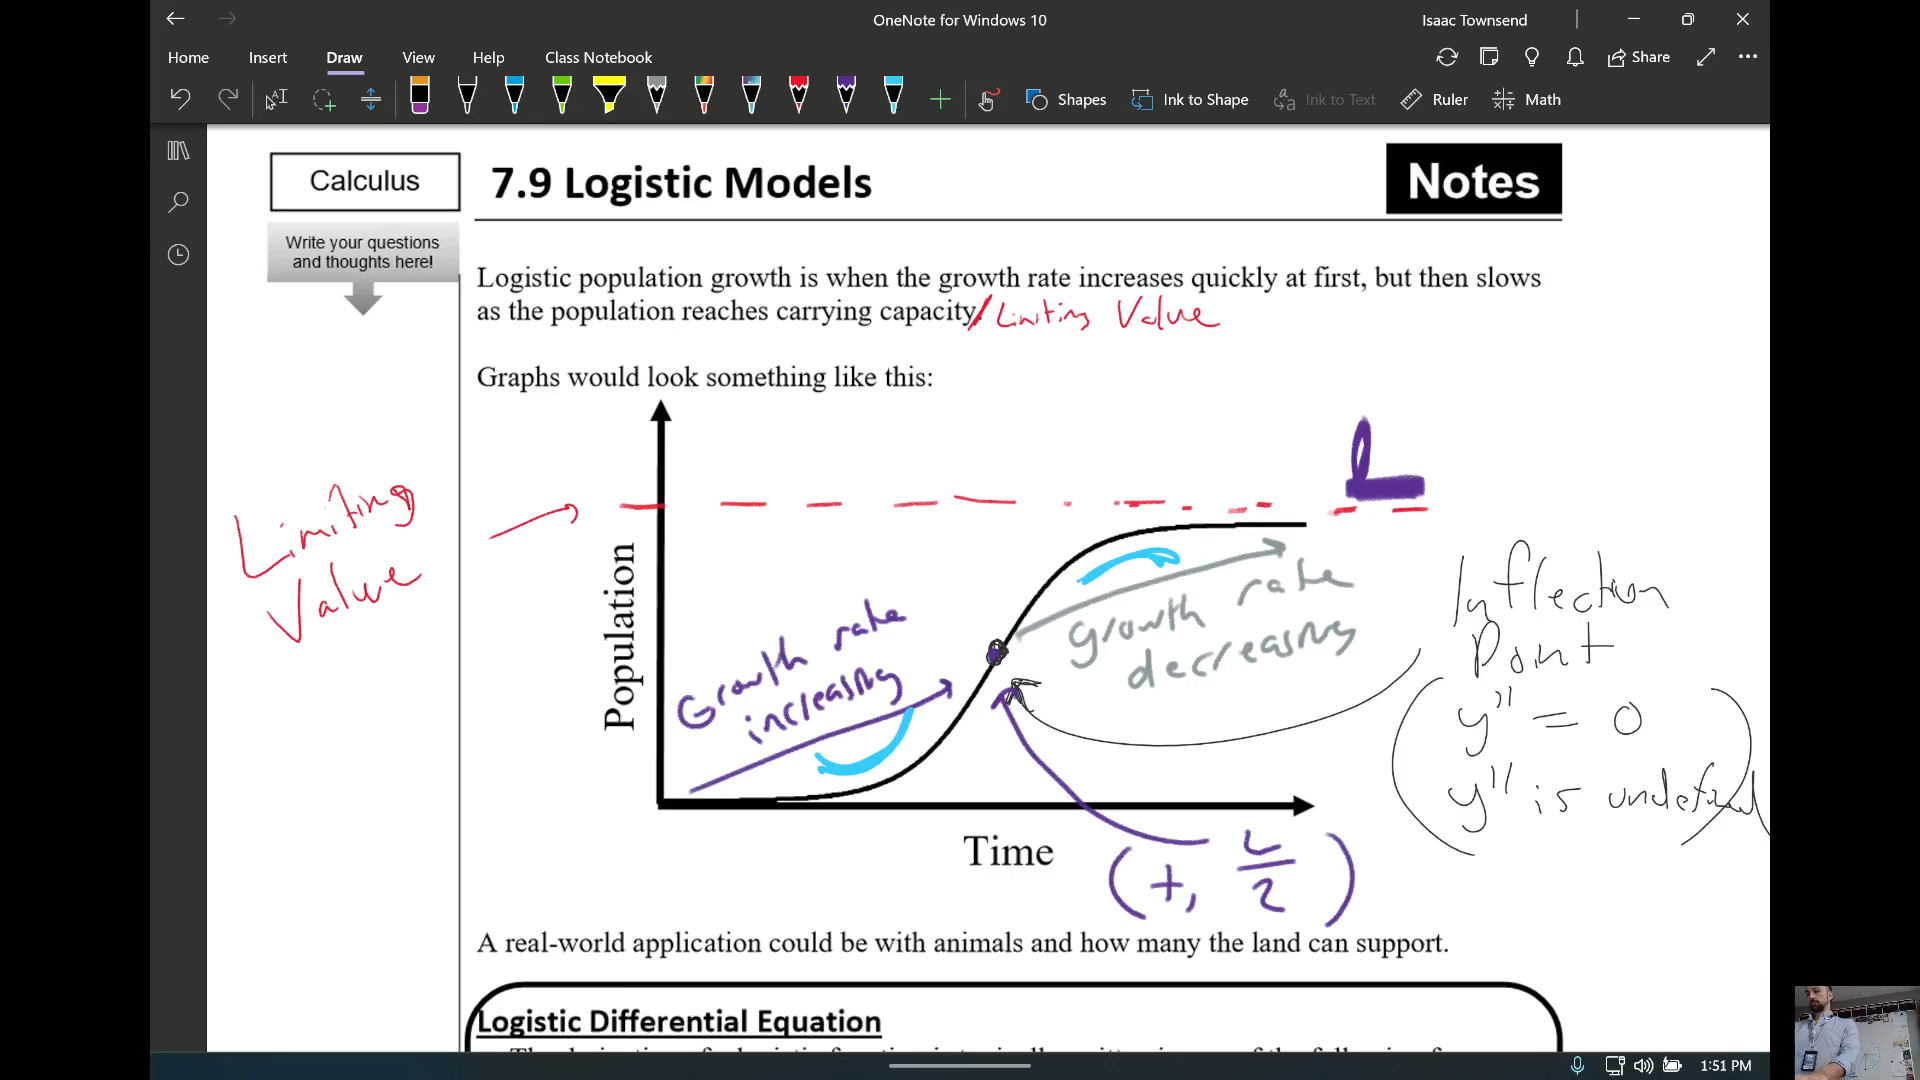 OneNote for Windows 10
Isaac Townsend
Home
Insert
Draw
View
Help
Class Notebook
Share
Shapes
Ink to Shape
Ink to Text
Ruler
Math
Calculus
7.9 Logistic Models
Notes
Write your questions
and thoughts here!
Logistic population growth is when the growth rate increases quickly at first, but then slows
as the population reaches carrying capacity/Limiting Value
Graphs would look something like this:
L
Limiting
Value
Population
Growth rate
increasing
growth rate
decreasing
Inflection
Point
y'' = 0
y'' is undefined
Time
(t, L/2)
A real-world application could be with animals and how many the land can support.
Logistic Differential Equation
1:51 PM